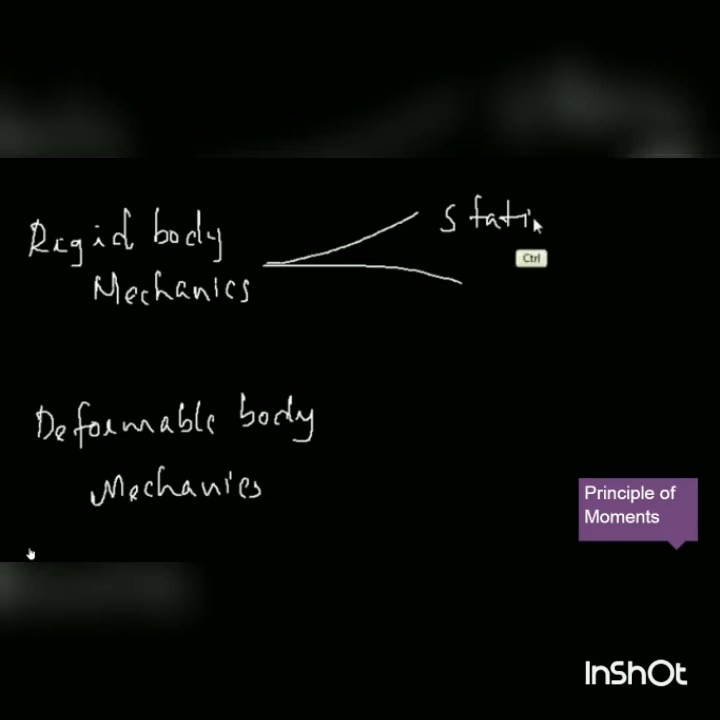 Rigid body
Mechanics
Stati
Ctrl
Deformable body
Mechanics
Principle of
Moments
InShOt